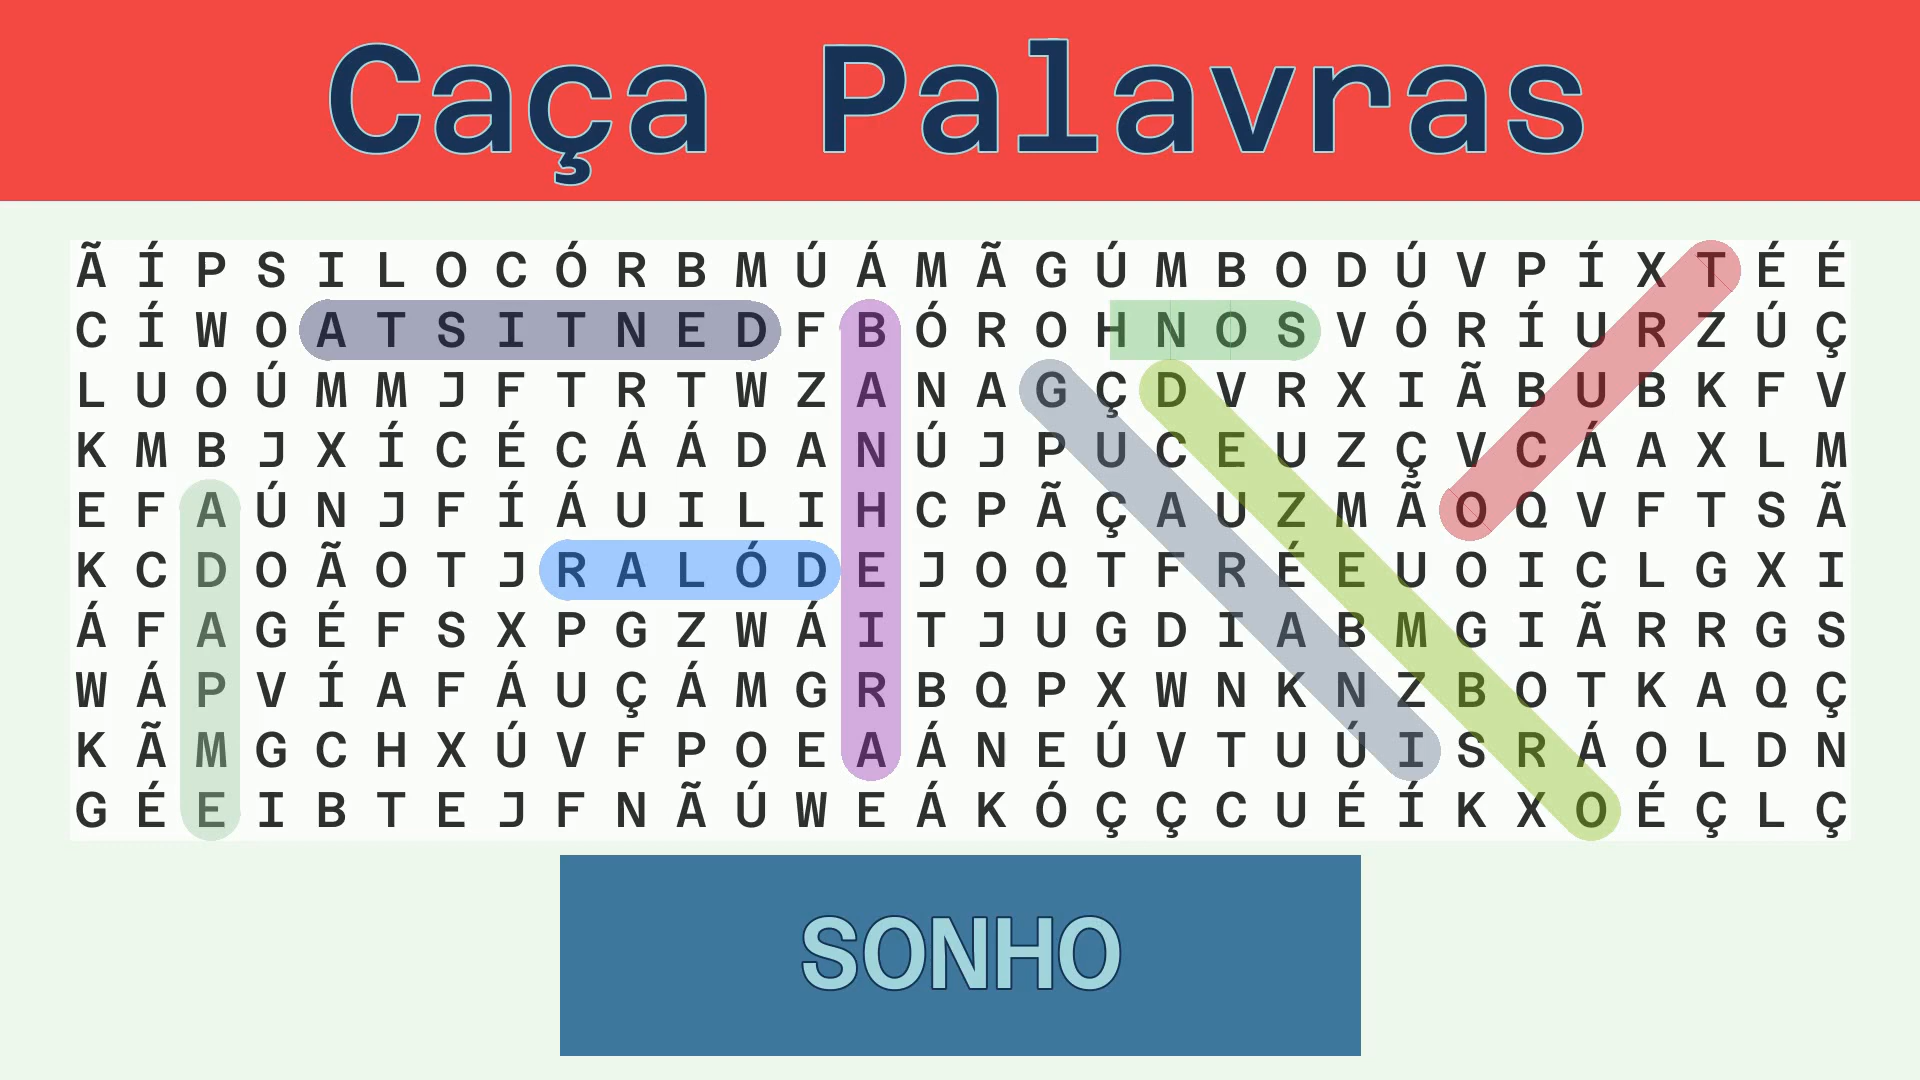 Caça Palavras
Ã Í P S I L O C Ó R B M Ú Á M Ã G Ú M B O D Ú V P Í X T É É
C Í W O A T S I T N E D F B Ó R O H N O S V Ó R Í U R Z Ú Ç
L U O Ú M M J F T R T W Z A N A G Ç D V R X I Ã B U B K F V
K M B J X Í C É C Á Á D A N Ú J P U C E U Z Ç V C Á A X L M
E F A Ú N J F Í Á U I L I H C P Ã Ç A U Z M Ã O Q V F T S Ã
K C D O Ã O T J R A L Ó D E J O Q T F R É E U O I C L G X I
Á F A G É F S X P G Z W Á I T J U G D I A B M G I Ã R R G S
W Á P V Í A F Á U Ç Á M G R B Q P X W N K N Z B O T K A Q Ç
K Ã M G C H X Ú V F P O E A Á N E Ú V T U Ú I S R Á O L D N
G É E I B T E J F N Ã Ú W E Á K Ó Ç Ç C U É Í K X O É Ç L Ç
SONHO